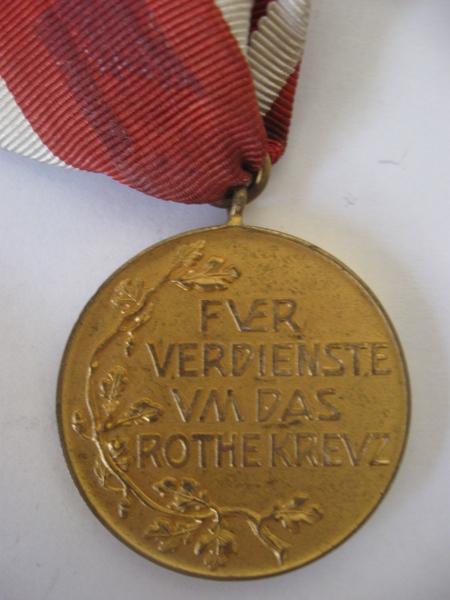 FVER
VERDIENSTE
VM DAS
ROTHE KREVZ